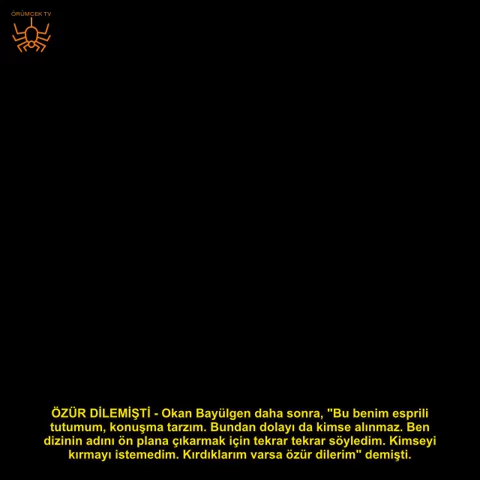 ÖRÜMCEK TV
ÖZÜR DİLEMİŞTİ - Okan Bayülgen daha sonra, "Bu benim esprili
tutumum, konuşma tarzım. Bundan dolayı da kimse alınmaz. Ben
dizinin adını ön plana çıkarmak için tekrar tekrar söyledim. Kimseyi
kırmayı istemedim. Kırdıklarım varsa özür dilerim" demişti.